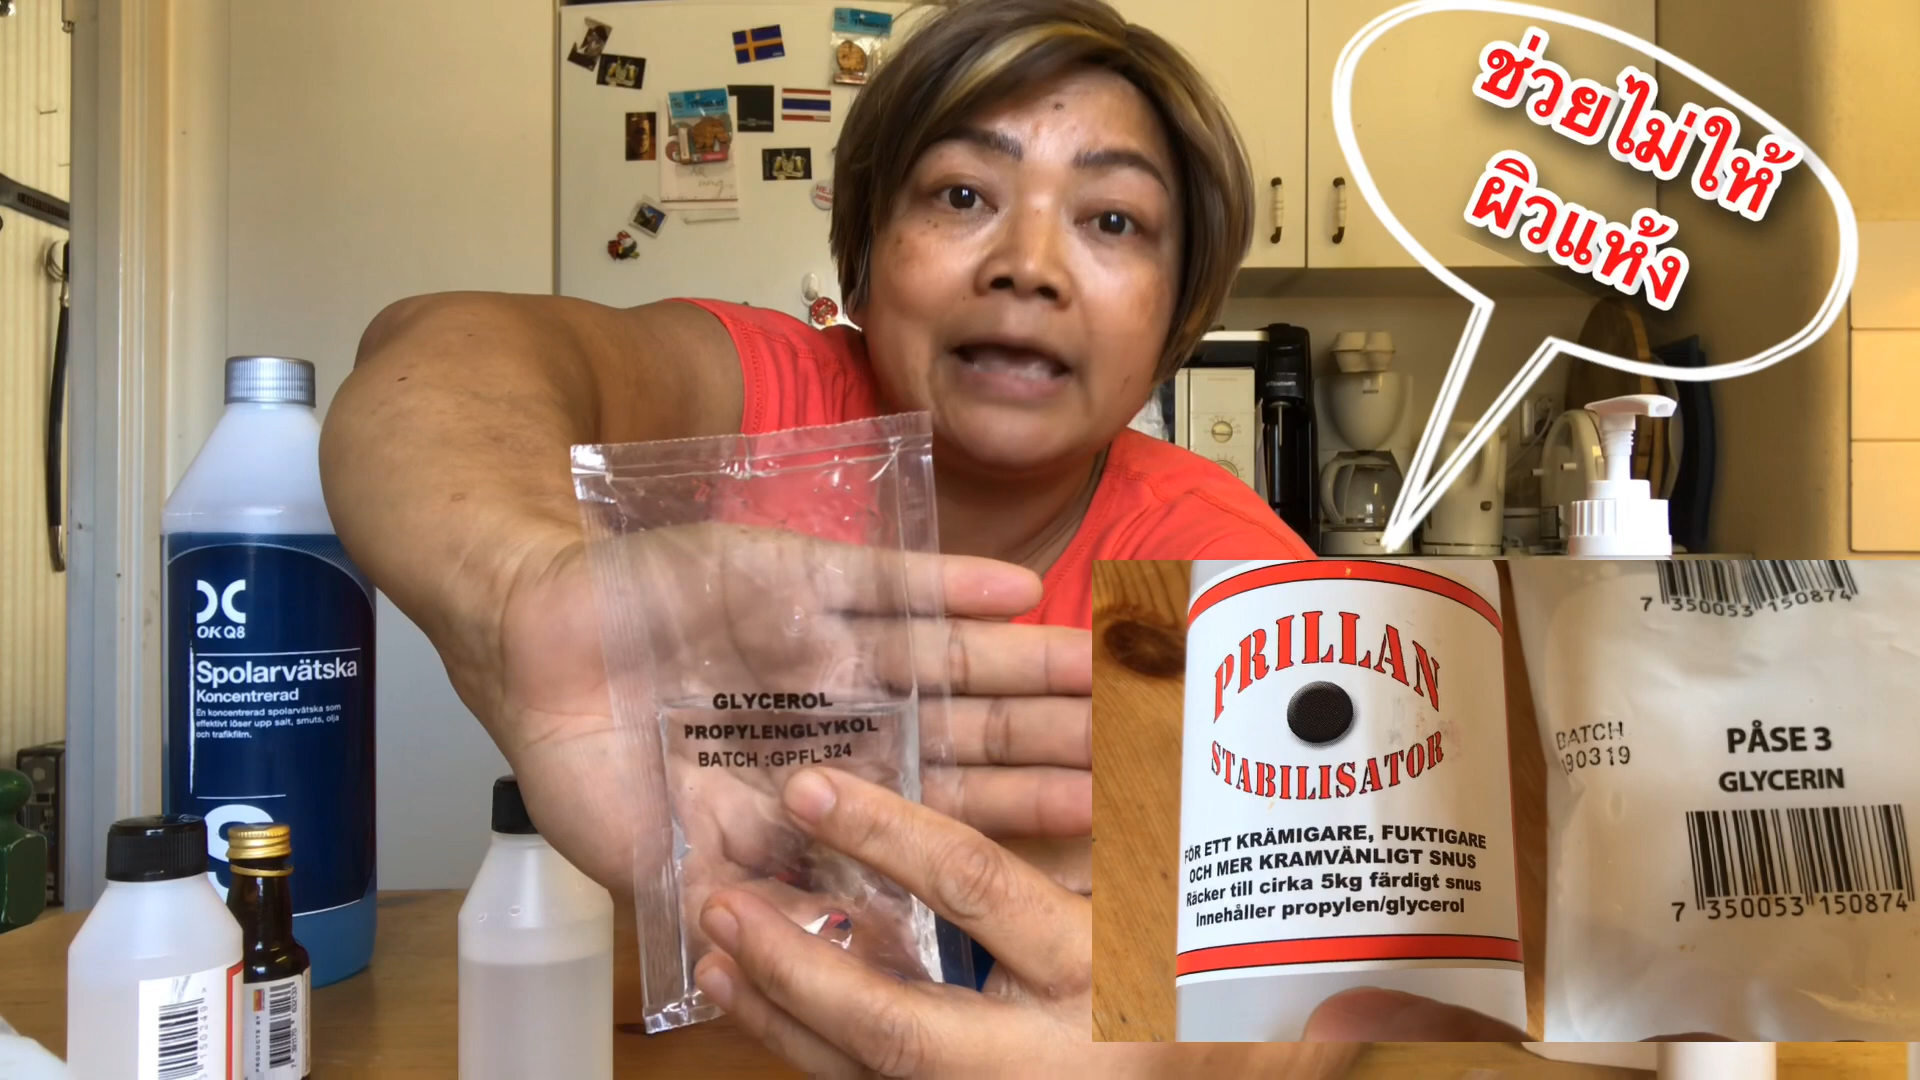 ช่วยไม่ให้
ผิวแห้ง
OKQ8
Spolarvätska
Koncentrerad
En koncentrerad spolarvätska som
effektivt löser upp salt, smuts, olja
och trafikfilm.
S
GLYCEROL
PROPYLENGLYKOL
BATCH :GPFL324
PRILLAN
STABILISATOR
FÖR ETT KRÄMIGARE, FUKTIGARE
OCH MER KRAMVÄNLIGT SNUS
Räcker till cirka 5kg färdigt snus
Innehåller propylen/glycerol
7 350053 150874
BATCH
190319
PÅSE 3
GLYCERIN
7 350053 150874